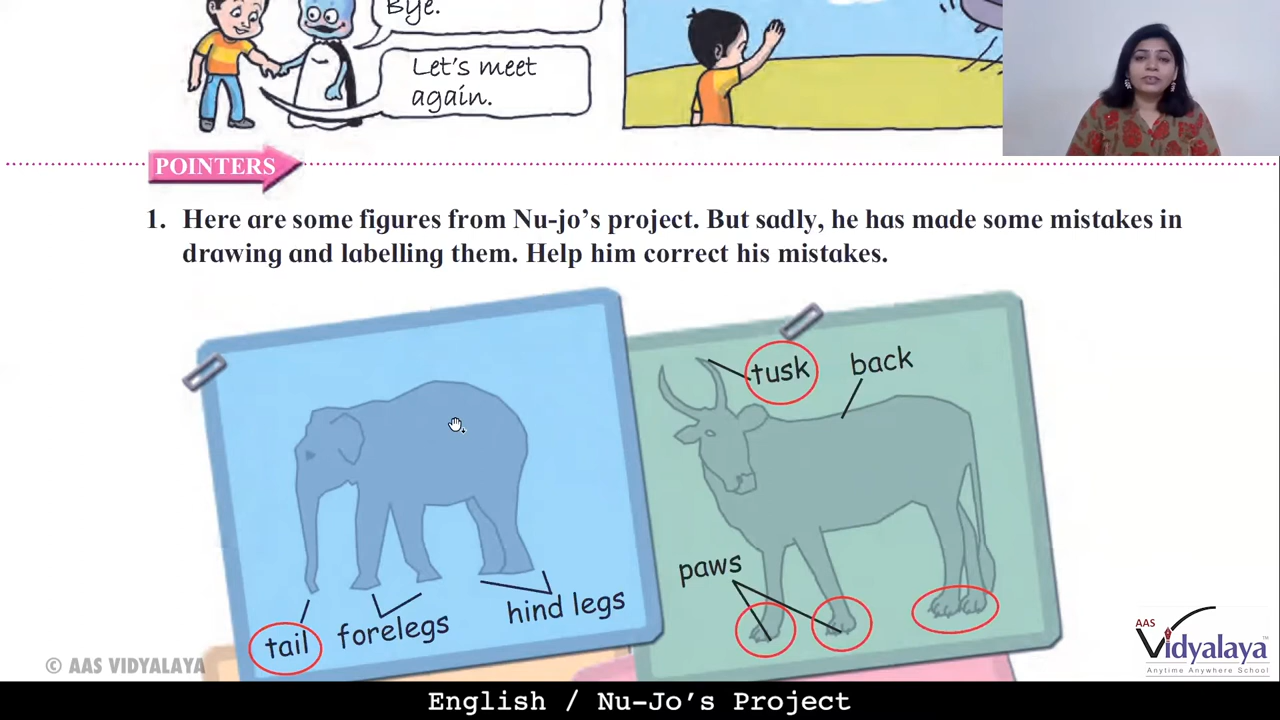 Bye.
Let's meet
again.
POINTERS
1. Here are some figures from Nu-jo's project. But sadly, he has made some mistakes in
drawing and labelling them. Help him correct his mistakes.
tusk
back
paws
tail
forelegs
hind legs
© AAS VIDYALAYA
AAS
Vidyalaya
TM
Anytime Anywhere School
English / Nu-Jo's Project